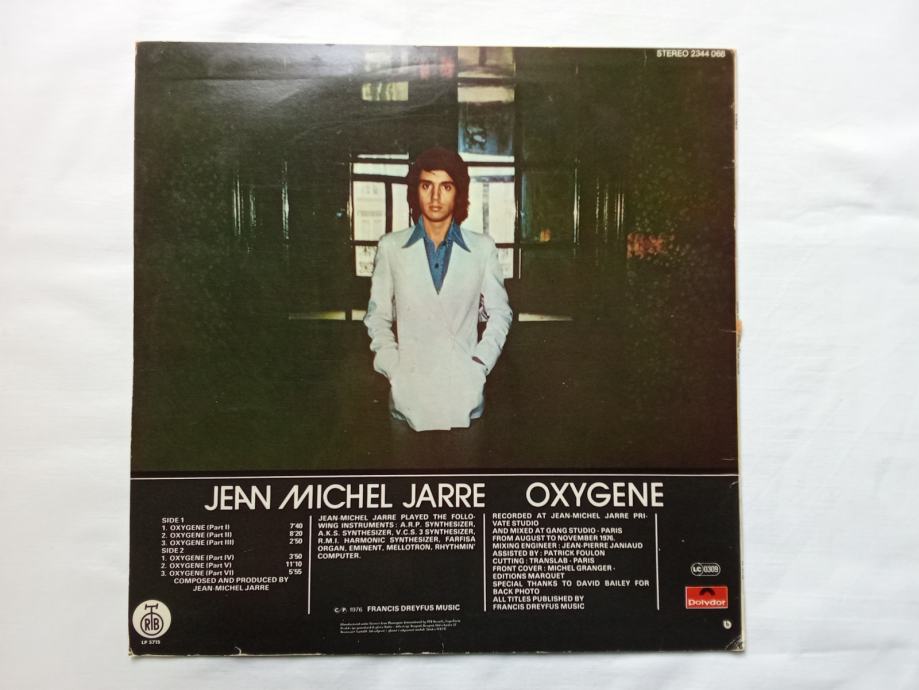 STEREO 2344 068
JEAN MICHEL JARRE OXYGENE
SIDE 1
1. OXYGENE (Part I) 7'40
2. OXYGENE (Part II) 8'20
3. OXYGENE (Part III) 2'50
SIDE 2
1. OXYGENE (Part IV) 3'50
2. OXYGENE (Part V) 11'10
3. OXYGENE (Part VI) 5'55
COMPOSED AND PRODUCED BY
JEAN-MICHEL JARRE
JEAN-MICHEL JARRE PLAYED THE FOLLO-
WING INSTRUMENTS : A.R.P. SYNTHESIZER,
A.K.S. SYNTHESIZER, V.C.S. 3 SYNTHESIZER,
R.M.I. HARMONIC SYNTHESIZER, FARFISA
ORGAN, EMINENT, MELLOTRON, RHYTHMIN'
COMPUTER.
C/P. 1976 FRANCIS DREYFUS MUSIC
RECORDED AT JEAN-MICHEL JARRE PRI-
VATE STUDIO
AND MIXED AT GANG STUDIO - PARIS
FROM AUGUST TO NOVEMBER 1976.
MIXING ENGINEER : JEAN-PIERRE JANIAUD
ASSISTED BY : PATRICK FOULON
CUTTING : TRANSLAB - PARIS
FRONT COVER : MICHEL GRANGER -
EDITIONS MARQUET
SPECIAL THANKS TO DAVID BAILEY FOR
BACK PHOTO
ALL TITLES PUBLISHED BY
FRANCIS DREYFUS MUSIC
LC 0309
Polydor
RTB
LP 5715